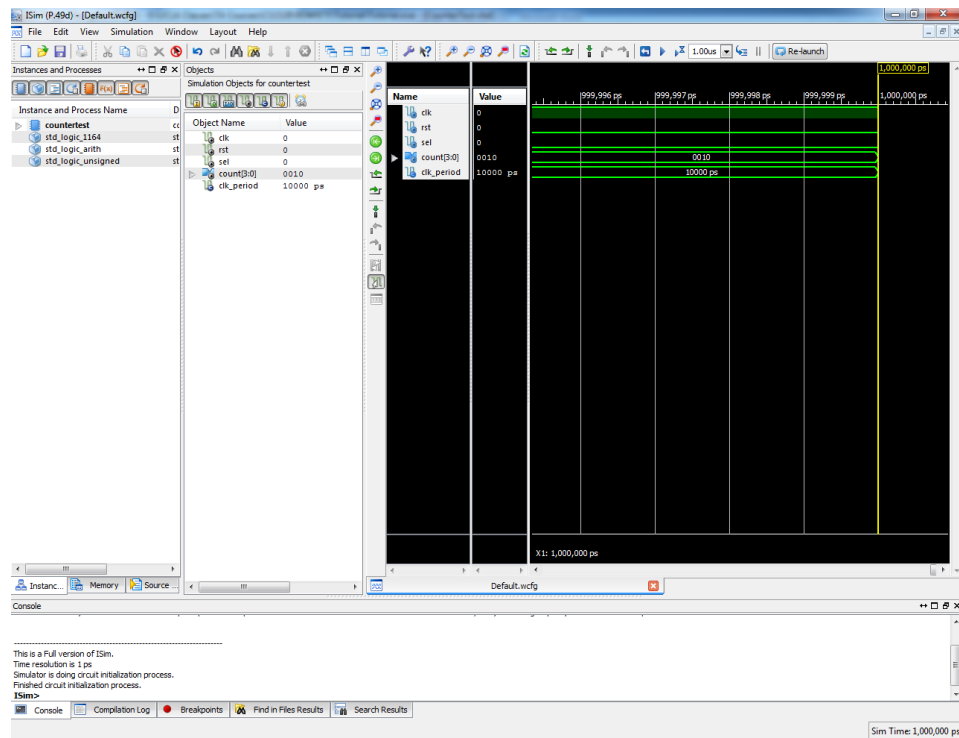 ISim (P.49d) - [Default.wcfg]
File Edit View Simulation Window Layout Help
1.00us Re-launch
Instances and Processes
Instance and Process Name D
countertest cc
std_logic_1164 st
std_logic_arith st
std_logic_unsigned st
Instanc... Memory Source ...
Objects
Simulation Objects for countertest
Object Name Value
clk 0
rst 0
sel 0
count[3:0] 0010
clk_period 10000 ps
Name Value
clk 0
rst 0
sel 0
count[3:0] 0010
clk_period 10000 ps
1,000,000 ps
999,996 ps 999,997 ps 999,998 ps 999,999 ps 1,000,000 ps
0010
10000 ps
X1: 1,000,000 ps
Default.wcfg
Console
This is a Full version of ISim.
Time resolution is 1 ps
Simulator is doing circuit initialization process.
Finished circuit initialization process.
ISim>
Console Compilation Log Breakpoints Find in Files Results Search Results
Sim Time: 1,000,000 ps